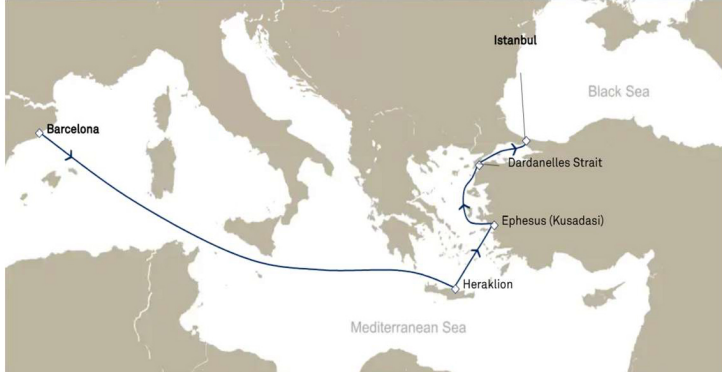 Istanbul
Black Sea
Barcelona
Dardanelles Strait
Ephesus (Kusadasi)
Heraklion
Mediterranean Sea